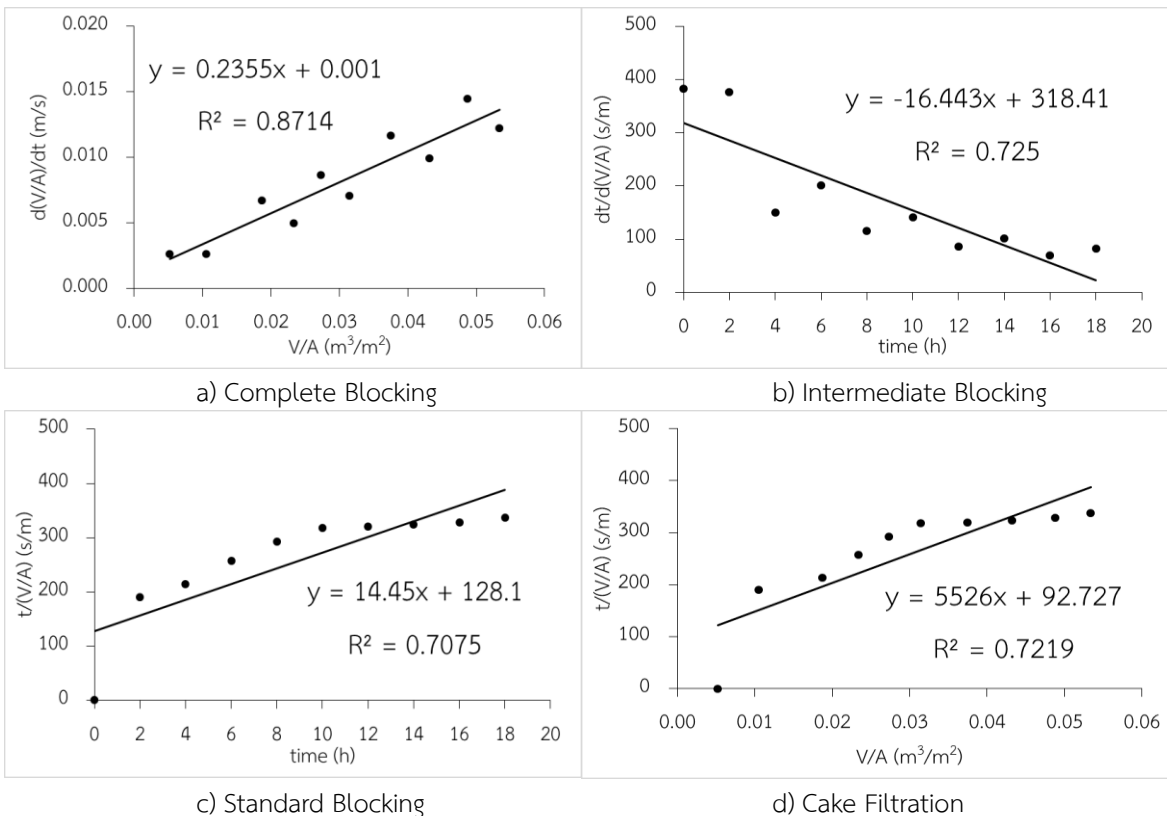 0.020
0.015
0.010
0.005
0.000
d(V/A)/dt (m/s)
y = 0.2355x + 0.001
R² = 0.8714
0.00 0.01 0.02 0.03 0.04 0.05 0.06
V/A (m³/m²)
a) Complete Blocking
500
400
300
200
100
0
dt/d(V/A) (s/m)
y = -16.443x + 318.41
R² = 0.725
0 2 4 6 8 10 12 14 16 18 20
time (h)
b) Intermediate Blocking
500
400
300
200
100
0
t/(V/A) (s/m)
y = 14.45x + 128.1
R² = 0.7075
0 2 4 6 8 10 12 14 16 18 20
time (h)
c) Standard Blocking
500
400
300
200
100
0
t/(V/A) (s/m)
y = 5526x + 92.727
R² = 0.7219
0.00 0.01 0.02 0.03 0.04 0.05 0.06
V/A (m³/m²)
d) Cake Filtration